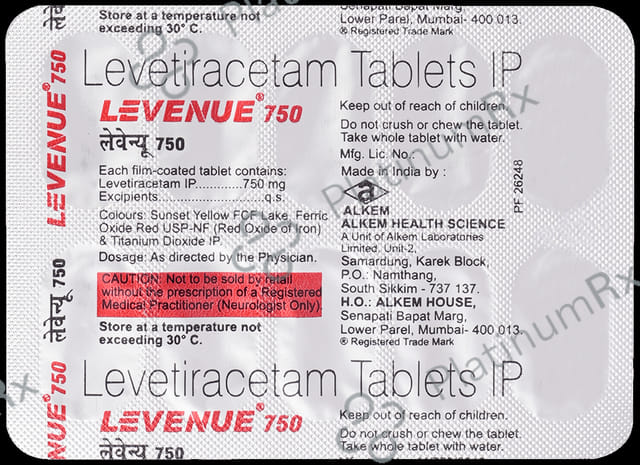 Store at a temperature not
exceeding 30° C.
Senapati Bapat Marg,
Lower Parel, Mumbai- 400 013.
® Registered Trade Mark
Levetiracetam Tablets IP
LEVENUE® 750
लेवेन्यू 750
Each film-coated tablet contains:
Levetiracetam IP.............750 mg
Excipients.......................q.s.
Colours: Sunset Yellow FCF Lake, Ferric
Oxide Red USP-NF (Red Oxide of Iron)
& Titanium Dioxide IP.
Dosage: As directed by the Physician.
CAUTION: Not to be sold by retail
without the prescription of a Registered
Medical Practitioner (Neurologist Only).
Store at a temperature not
exceeding 30° C.
Keep out of reach of children.
Do not crush or chew the tablet.
Take whole tablet with water.
Mfg. Lic. No.:
Made in India by :
a
ALKEM
ALKEM HEALTH SCIENCE
A Unit of Alkem Laboratories
Limited. Unit-2,
Samardung, Karek Block,
P.O.: Namthang,
South Sikkim - 737 137.
H.O.: ALKEM HOUSE,
Senapati Bapat Marg,
Lower Parel, Mumbai- 400 013.
® Registered Trade Mark
PF 26248
Levetiracetam Tablets IP
LEVENUE® 750
लेवेन्यू 750
Keep out of reach of children.
Do not crush or chew the tablet.
Take whole tablet with water.
LEVENUE® 750
लेवेन्यू 750
NUE® 750
PlatinumRx
PlatinumRx
PlatinumRx